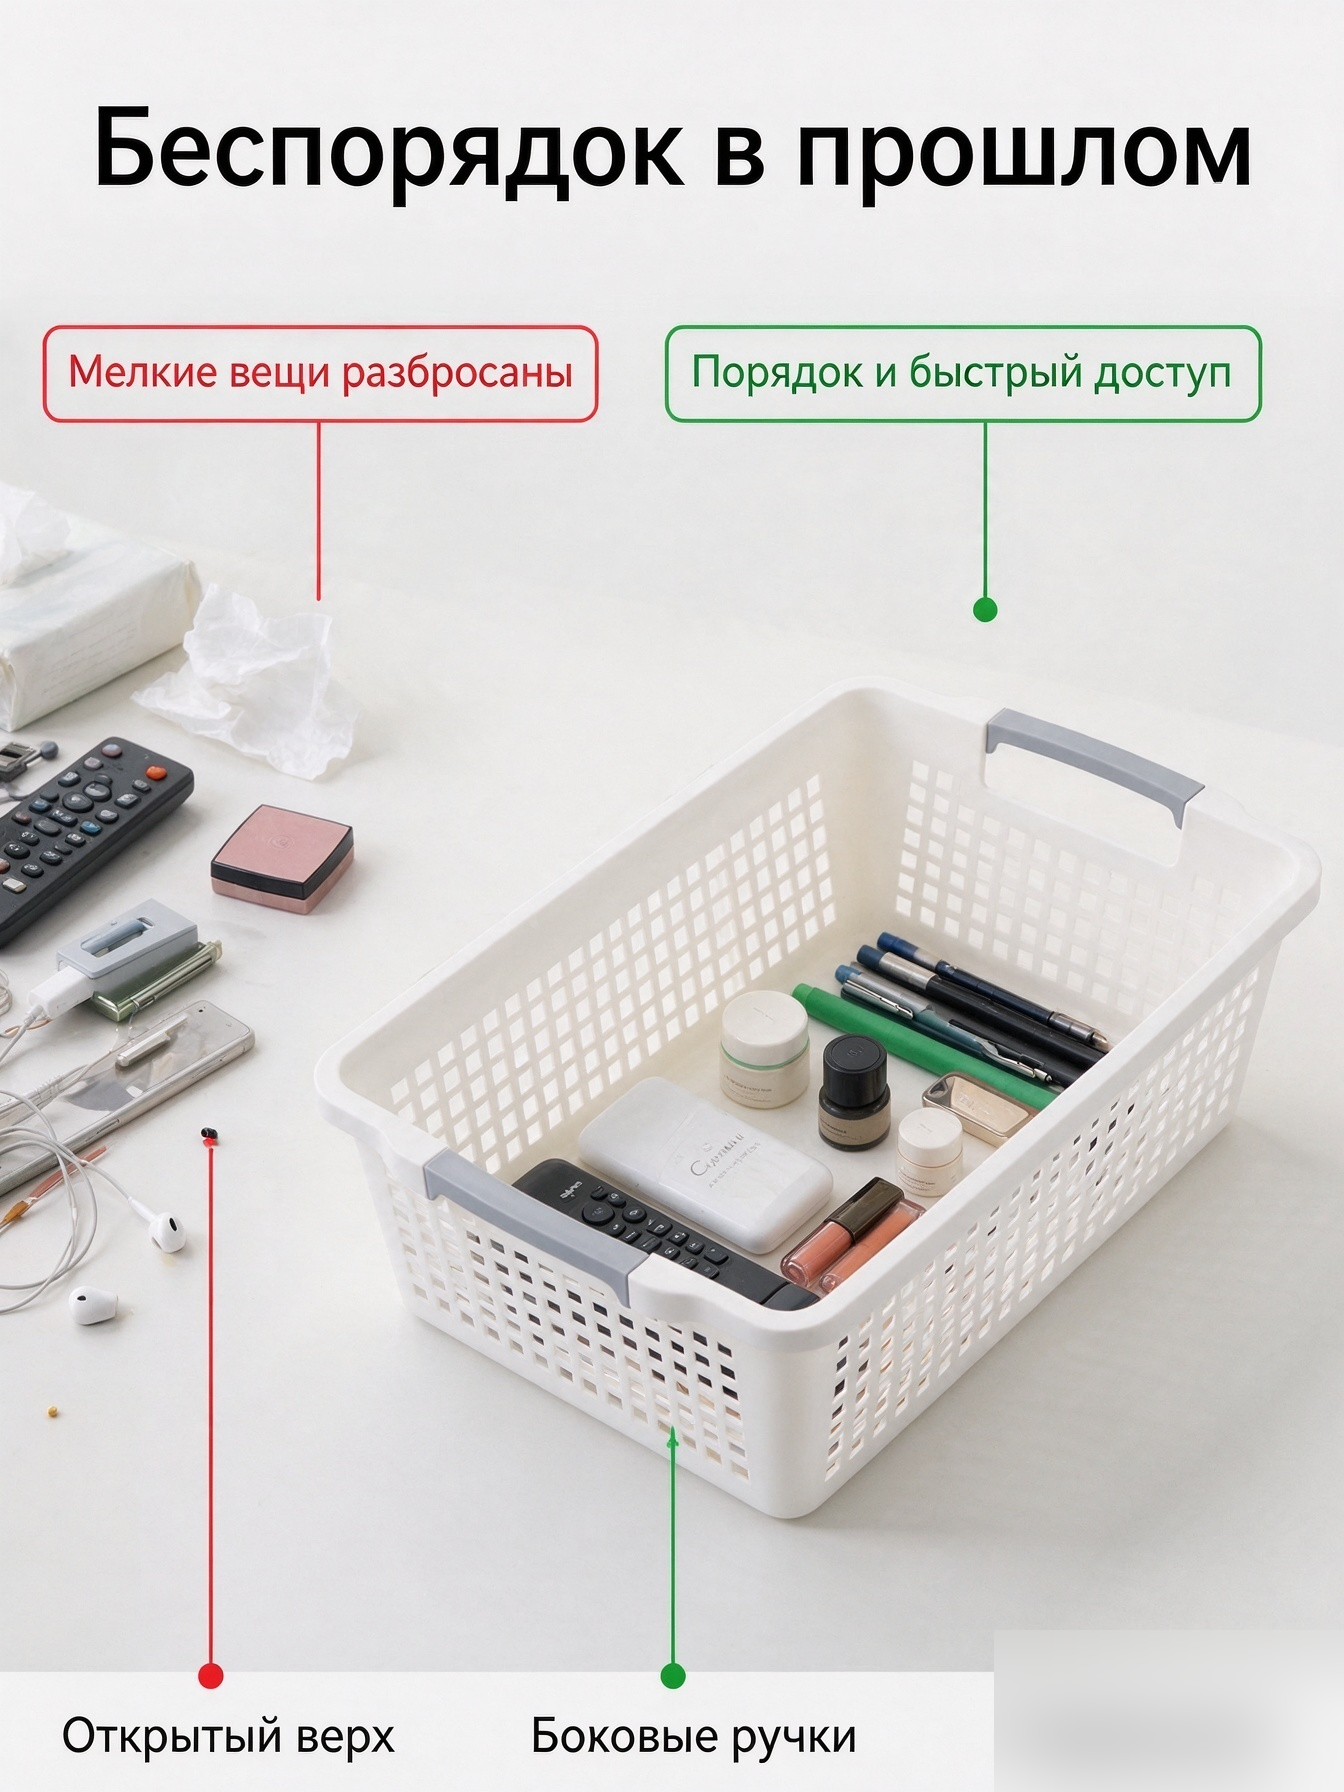 Беспорядок в прошлом
Мелкие вещи разбросаны
Порядок и быстрый доступ
Открытый верх
Боковые ручки